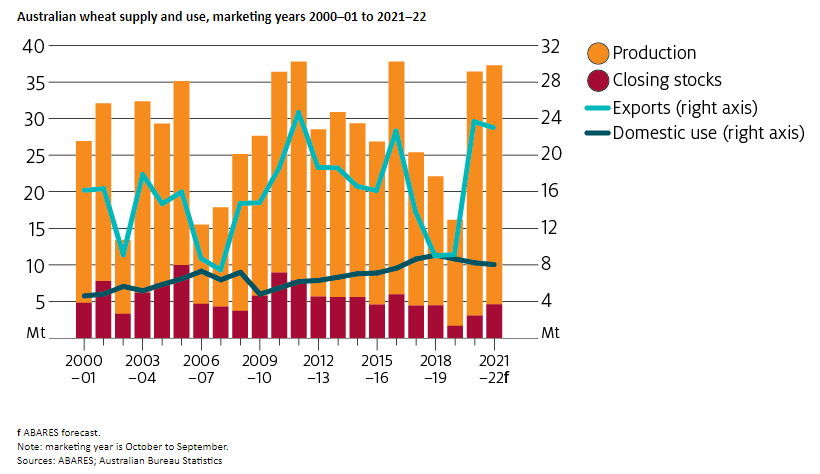 Australian wheat supply and use, marketing years 2000–01 to 2021–22
40 32
35 28
30 24
25 20
20 16
15 12
10 8
5 4
Mt Mt
Production
Closing stocks
Exports (right axis)
Domestic use (right axis)
2000 2003 2006 2009 2012 2015 2018 2021
–01 –04 –07 –10 –13 –16 –19 –22f
f ABARES forecast.
Note: marketing year is October to September.
Sources: ABARES; Australian Bureau Statistics